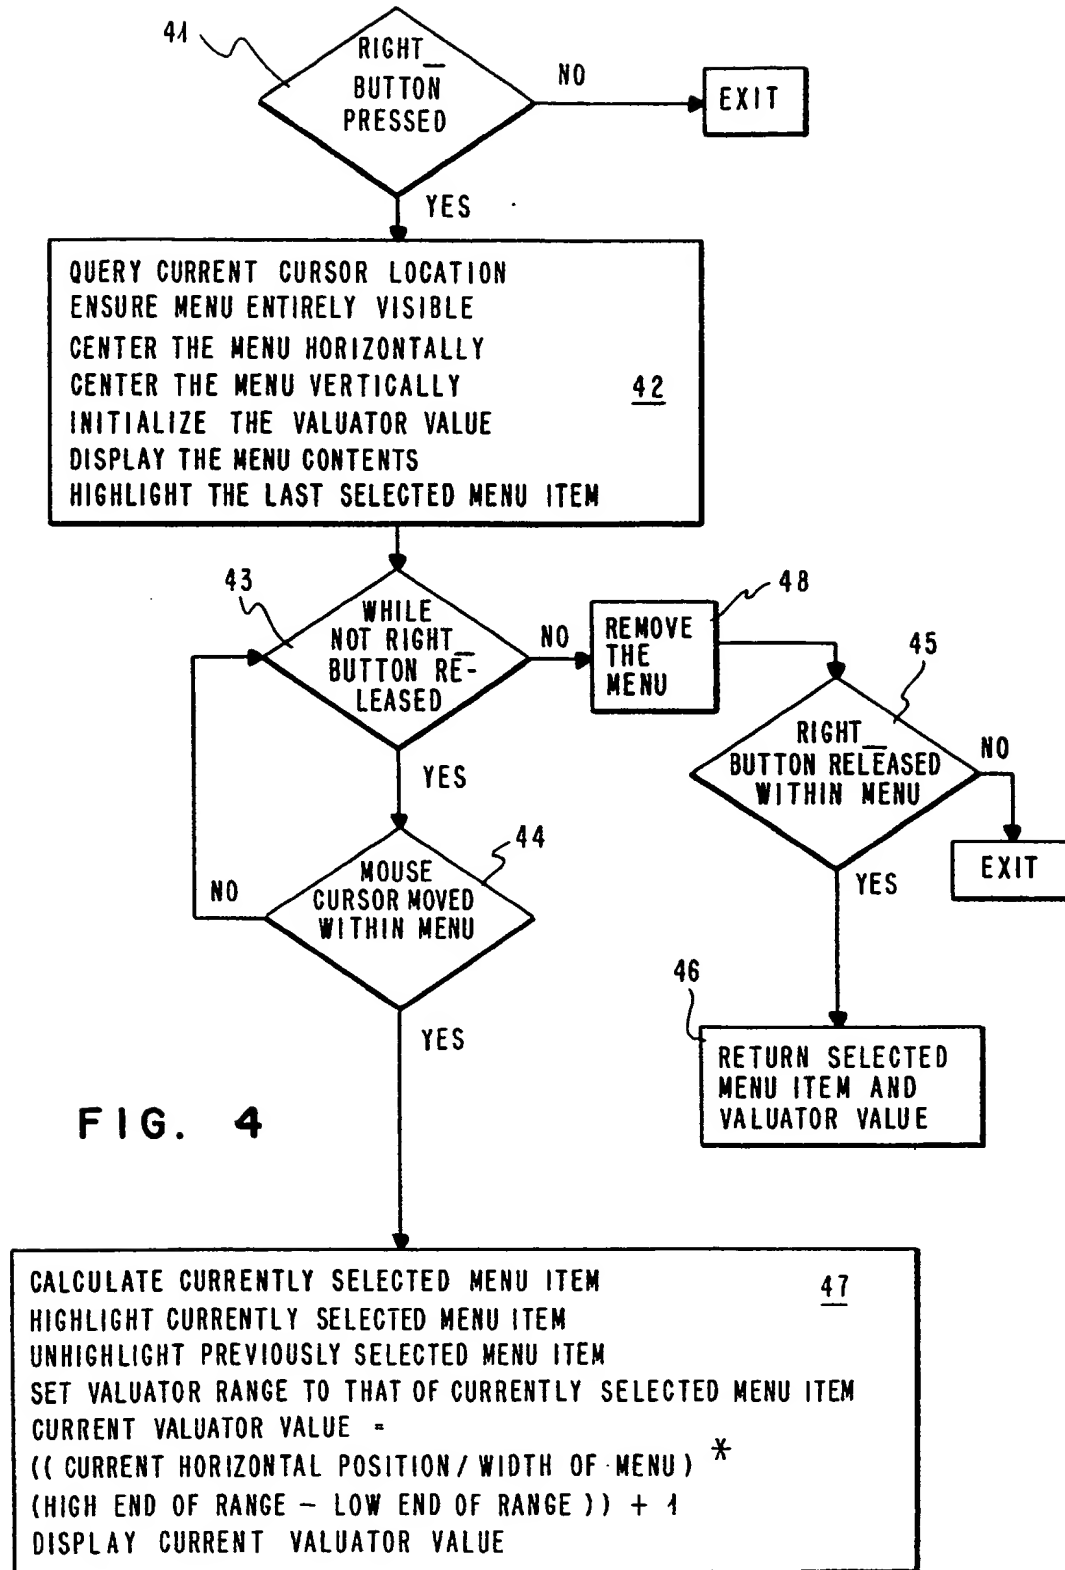 41
RIGHT_
BUTTON
PRESSED
NO
EXIT
YES
QUERY CURRENT CURSOR LOCATION
ENSURE MENU ENTIRELY VISIBLE
CENTER THE MENU HORIZONTALLY
CENTER THE MENU VERTICALLY
42
INITIALIZE THE VALUATOR VALUE
DISPLAY THE MENU CONTENTS
HIGHLIGHT THE LAST SELECTED MENU ITEM
43
WHILE
NOT RIGHT_
BUTTON RE-
LEASED
NO
YES
48
REMOVE
THE
MENU
45
RIGHT_
BUTTON RELEASED
WITHIN MENU
NO
EXIT
YES
44
MOUSE
CURSOR MOVED
WITHIN MENU
NO
YES
46
RETURN SELECTED
MENU ITEM AND
VALUATOR VALUE
FIG. 4
CALCULATE CURRENTLY SELECTED MENU ITEM
47
HIGHLIGHT CURRENTLY SELECTED MENU ITEM
UNHIGHLIGHT PREVIOUSLY SELECTED MENU ITEM
SET VALUATOR RANGE TO THAT OF CURRENTLY SELECTED MENU ITEM
CURRENT VALUATOR VALUE =
((CURRENT HORIZONTAL POSITION/WIDTH OF MENU) *
(HIGH END OF RANGE - LOW END OF RANGE)) + 1
DISPLAY CURRENT VALUATOR VALUE